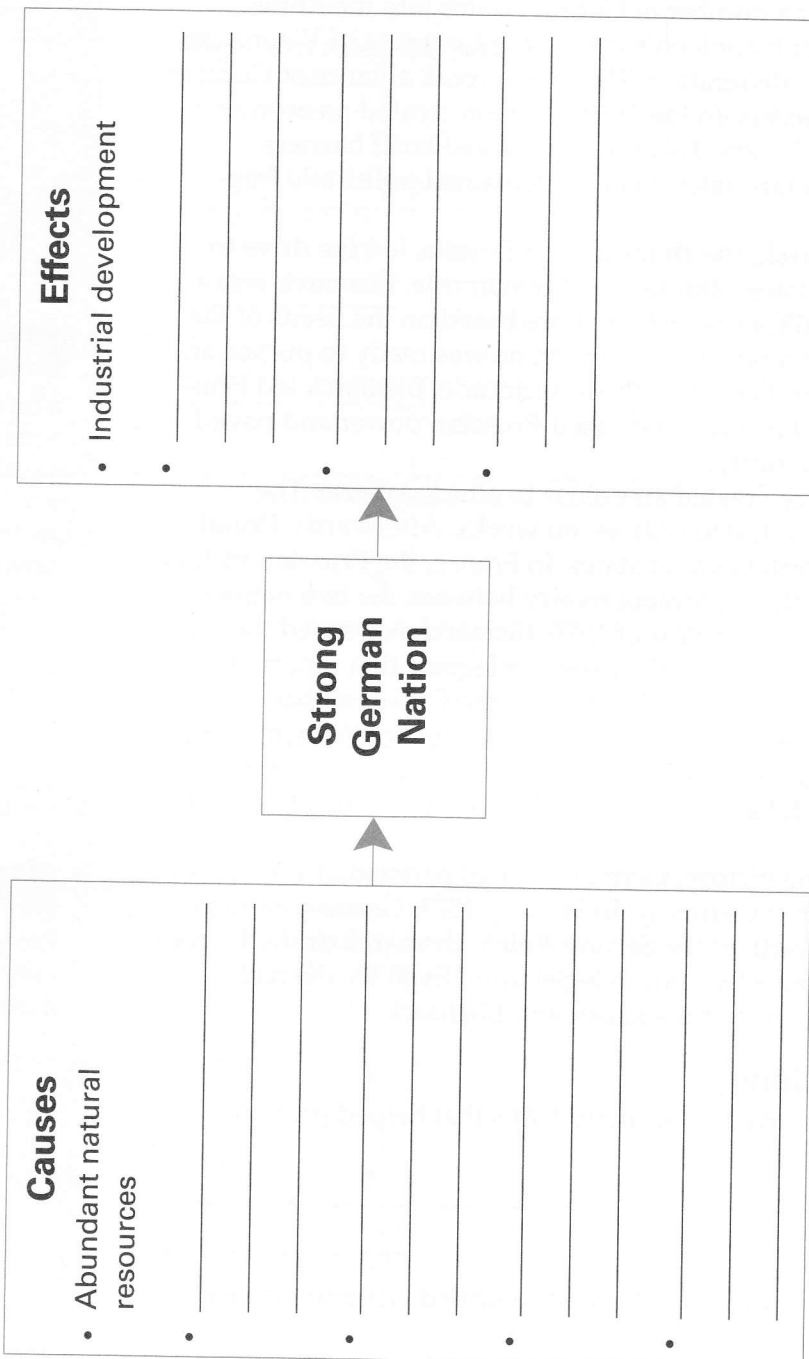 Causes
• Abundant natural
resources
•
•
•
•
Strong
German
Nation
Effects
• Industrial development
•
•
•